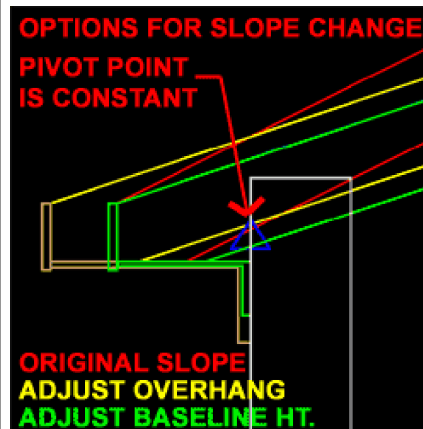 OPTIONS FOR SLOPE CHANGE
PIVOT POINT
IS CONSTANT
ORIGINAL SLOPE
ADJUST OVERHANG
ADJUST BASELINE HT.